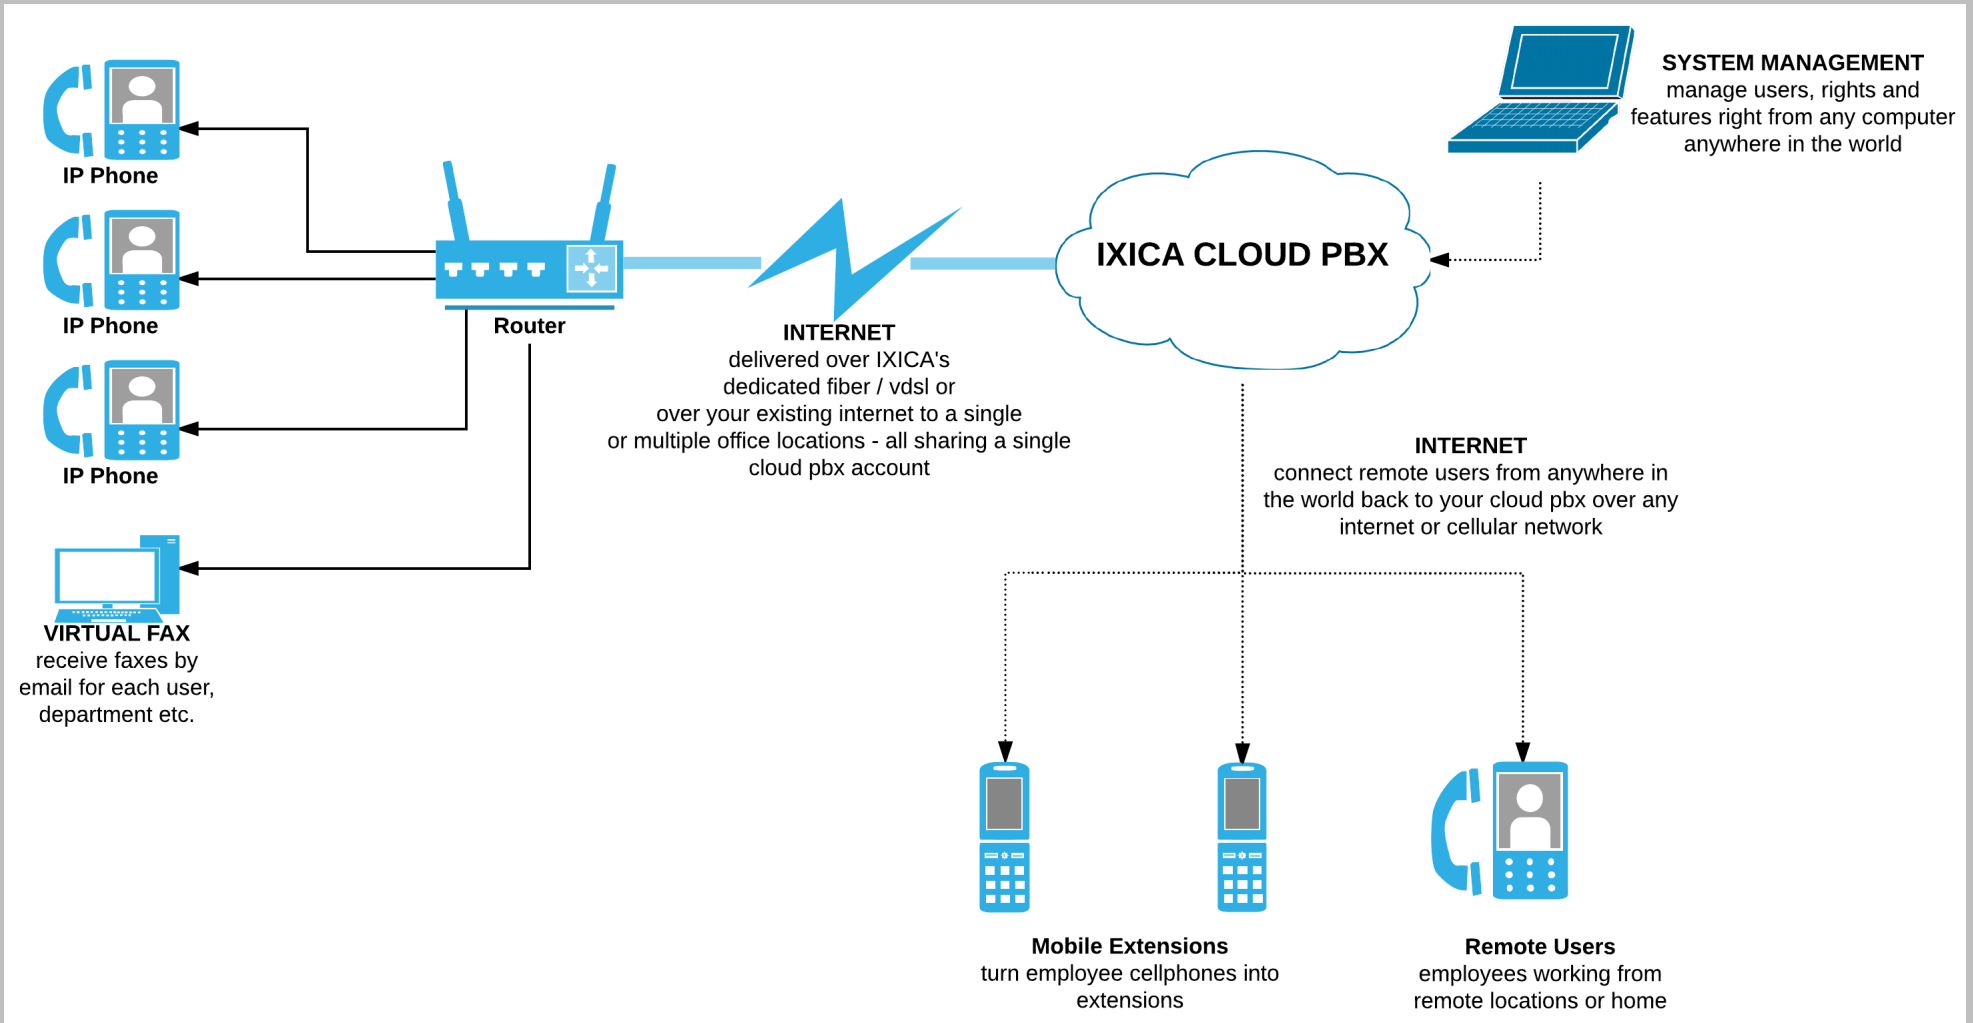 IP Phone
IP Phone
IP Phone
VIRTUAL FAX
receive faxes by
email for each user,
department etc.
Router
INTERNET
delivered over IXICA's
dedicated fiber / vdsl or
over your existing internet to a single
or multiple office locations - all sharing a single
cloud pbx account
IXICA CLOUD PBX
SYSTEM MANAGEMENT
manage users, rights and
features right from any computer
anywhere in the world
INTERNET
connect remote users from anywhere in
the world back to your cloud pbx over any
internet or cellular network
Mobile Extensions
turn employee cellphones into
extensions
Remote Users
employees working from
remote locations or home